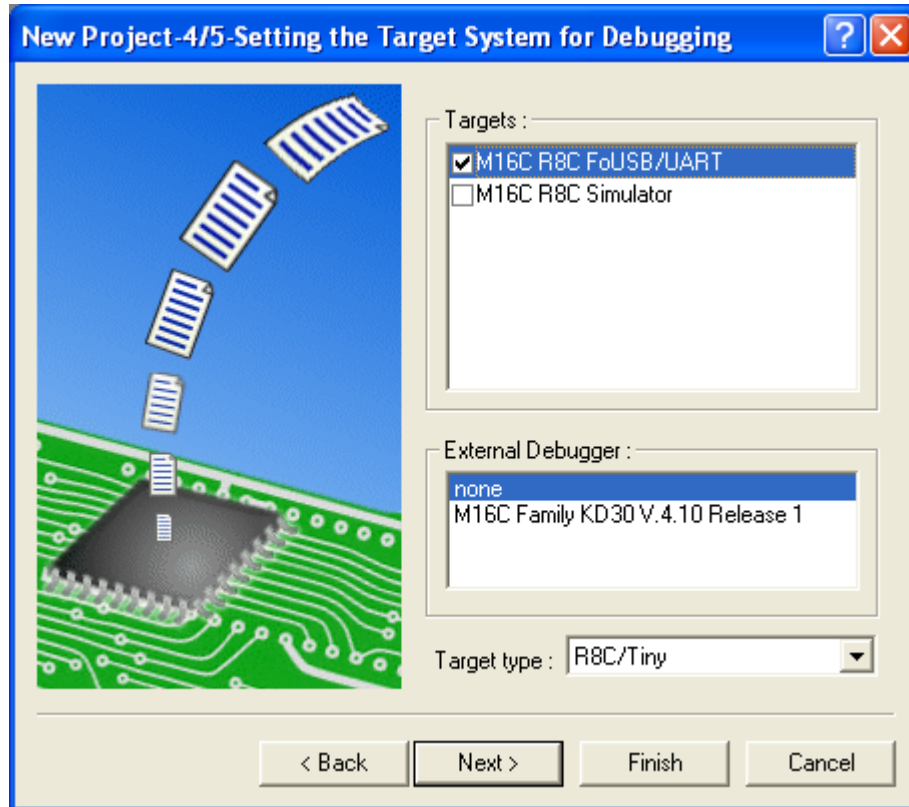 New Project-4/5-Setting the Target System for Debugging
Targets :
M16C R8C FoUSB/UART
M16C R8C Simulator
External Debugger :
none
M16C Family KD30 V.4.10 Release 1
Target type : R8C/Tiny
< Back Next > Finish Cancel